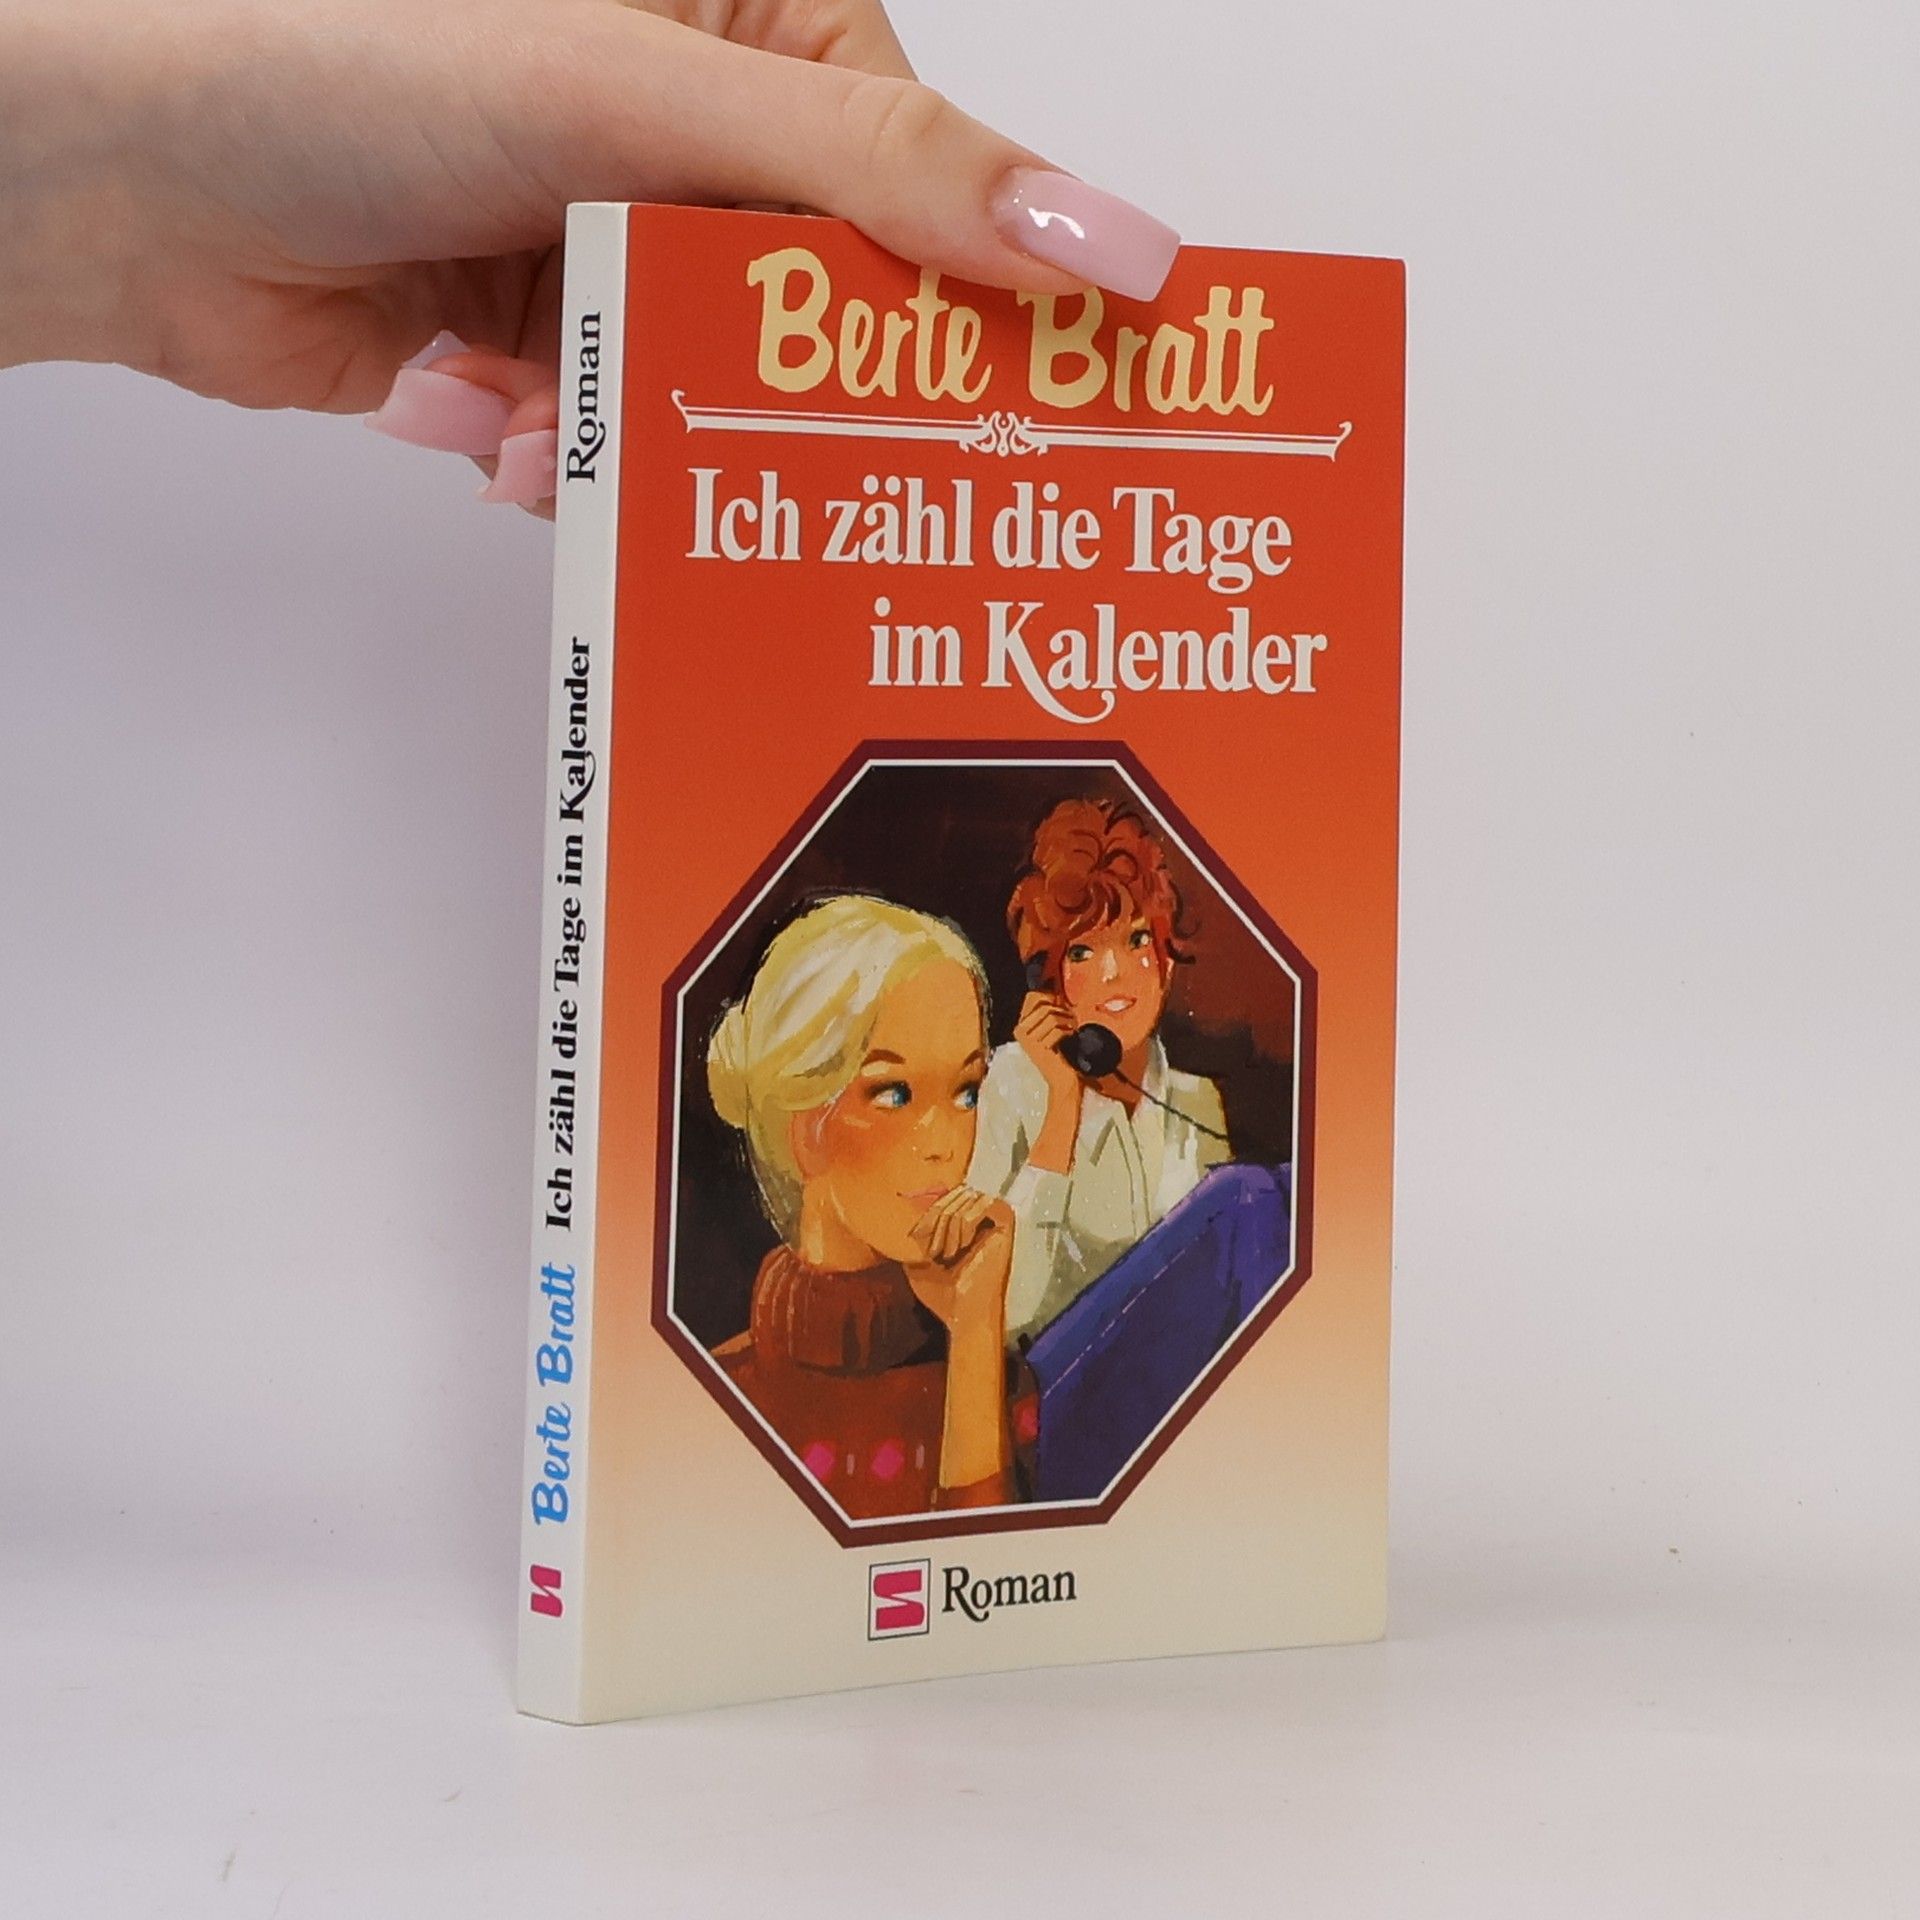 Berte Bratt
Ich zähl die Tage
im Kalender
Roman
Berte Bratt Ich zähl die Tage im Kalender Roman